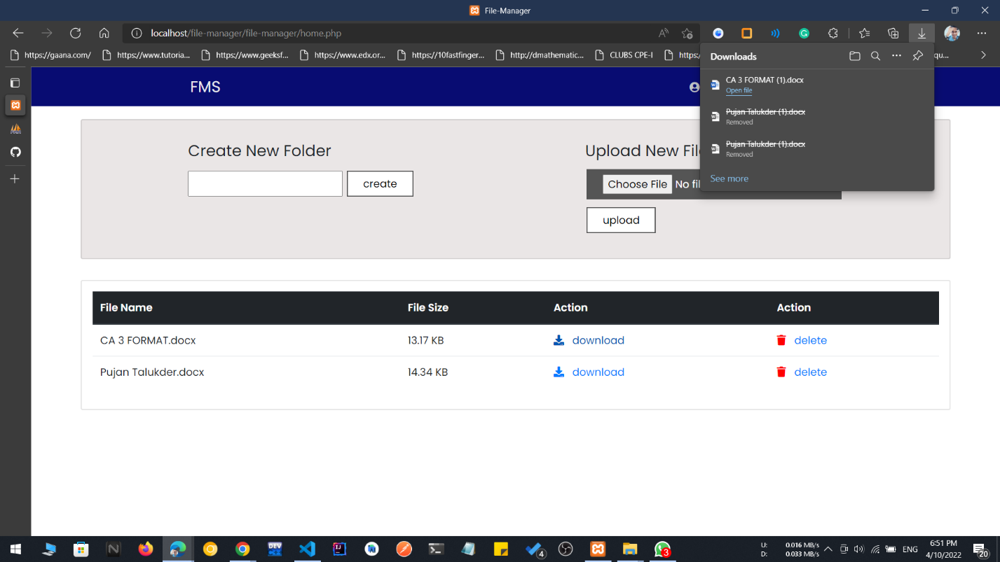 File-Manager
localhost/file-manager/file-manager/home.php
https://gaana.com/
https://www.tutoria...
https://www.geeksf...
https://www.edx.or...
https://10fastfinger...
http://dmathematic...
CLUBS CPE-I
https:
qu...
Downloads
CA 3 FORMAT (1).docx
Open file
Pujan Talukder (1).docx
Removed
Pujan Talukder (1).docx
Removed
See more
FMS
Create New Folder
create
Upload New Fil
Choose File No fil
upload
File Name File Size Action Action
CA 3 FORMAT.docx 13.17 KB download delete
Pujan Talukder.docx 14.34 KB download delete
DEV
IJ
4
3
U: 0.016 MB/s
D: 0.033 MB/s
ENG
6:51 PM
4/10/2022
20